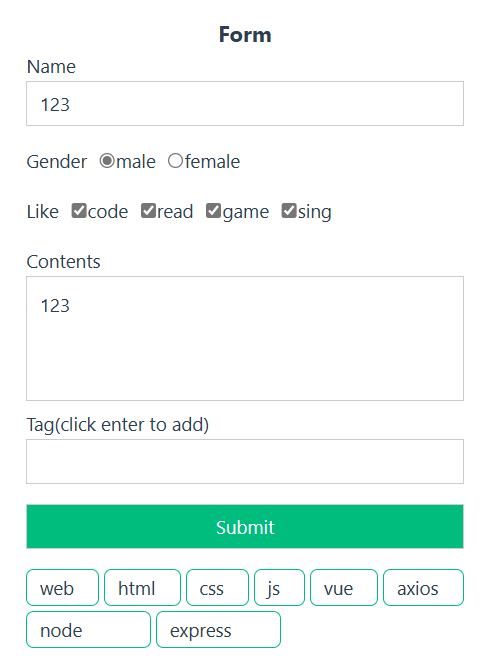 Form
Name
123
Gender male female
Like code read game sing
Contents
123
Tag(click enter to add)
Submit
web html css js vue axios
node express